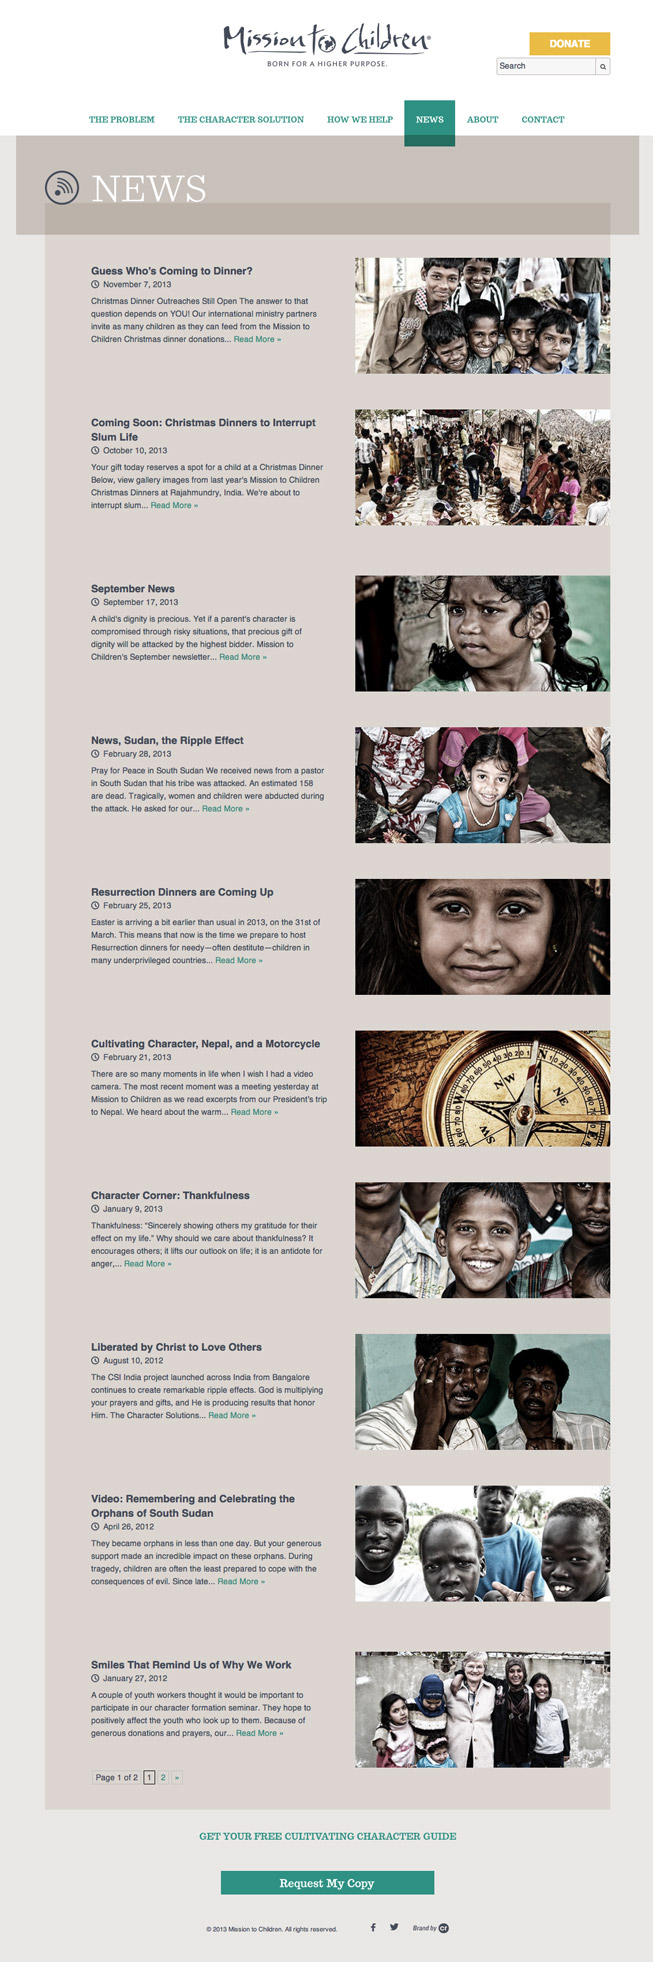 Mission to Children®
BORN FOR A HIGHER PURPOSE.
DONATE
Search
THE PROBLEM THE CHARACTER SOLUTION HOW WE HELP NEWS ABOUT CONTACT
NEWS
Guess Who's Coming to Dinner?
November 7, 2013
Christmas Dinner Outreaches Still Open The answer to that
question depends on YOU! Our international ministry partners
invite as many children as they can feed from the Mission to
Children Christmas dinner donations... Read More »
Coming Soon: Christmas Dinners to Interrupt
Slum Life
October 10, 2013
Your gift today reserves a spot for a child at a Christmas Dinner
Below, view gallery images from last year's Mission to Children
Christmas Dinners at Rajahmundry, India. We're about to
interrupt slum... Read More »
September News
September 17, 2013
A child's dignity is precious. Yet if a parent's character is
compromised through risky situations, that precious gift of
dignity will be attacked by the highest bidder. Mission to
Children's September newsletter... Read More »
News, Sudan, the Ripple Effect
February 28, 2013
Pray for Peace in South Sudan We received news from a pastor
in South Sudan that his tribe was attacked. An estimated 158
are dead. Tragically, women and children were abducted during
the attack. He asked for our... Read More »
Resurrection Dinners are Coming Up
February 25, 2013
Easter is arriving a bit earlier than usual in 2013, on the 31st of
March. This means that now is the time we prepare to host
Resurrection dinners for needy—often destitute—children in
many underprivileged countries... Read More »
Cultivating Character, Nepal, and a Motorcycle
February 21, 2013
There are so many moments in life when I wish I had a video
camera. The most recent moment was a meeting yesterday at
Mission to Children as we read excerpts from our President's trip
to Nepal. We heard about the warm... Read More »
N
NW
W
SW
Character Corner: Thankfulness
January 9, 2013
Thankfulness: "Sincerely showing others my gratitude for their
effect on my life." Why should we care about thankfulness? It
encourages others; it lifts our outlook on life; it is an antidote for
anger,... Read More »
Liberated by Christ to Love Others
August 10, 2012
The CSI India project launched across India from Bangalore
continues to create remarkable ripple effects. God is multiplying
your prayers and gifts, and He is producing results that honor
Him. The Character Solutions... Read More »
Video: Remembering and Celebrating the
Orphans of South Sudan
April 26, 2012
They became orphans in less than one day. But your generous
support made an incredible impact on these orphans. During
tragedy, children are often the least prepared to cope with the
consequences of evil. Since late... Read More »
Smiles That Remind Us of Why We Work
January 27, 2012
A couple of youth workers thought it would be important to
participate in our character formation seminar. They hope to
positively affect the youth who look up to them. Because of
generous donations and prayers, our... Read More »
Page 1 of 2 1 2 »
GET YOUR FREE CULTIVATING CHARACTER GUIDE
Request My Copy
© 2013 Mission to Children. All rights reserved. Brand by cr